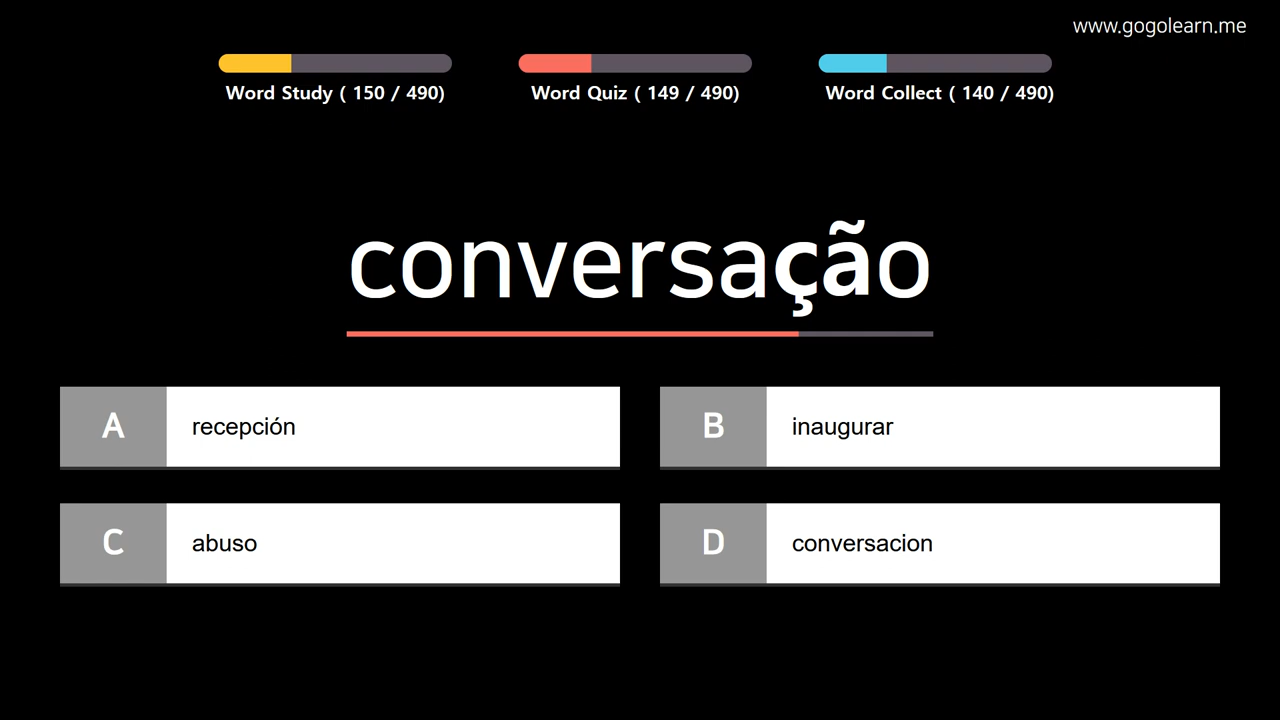 www.gogolearn.me
Word Study ( 150 / 490)
Word Quiz ( 149 / 490)
Word Collect ( 140 / 490)
conversação
A recepción
B inaugurar
C abuso
D conversacion